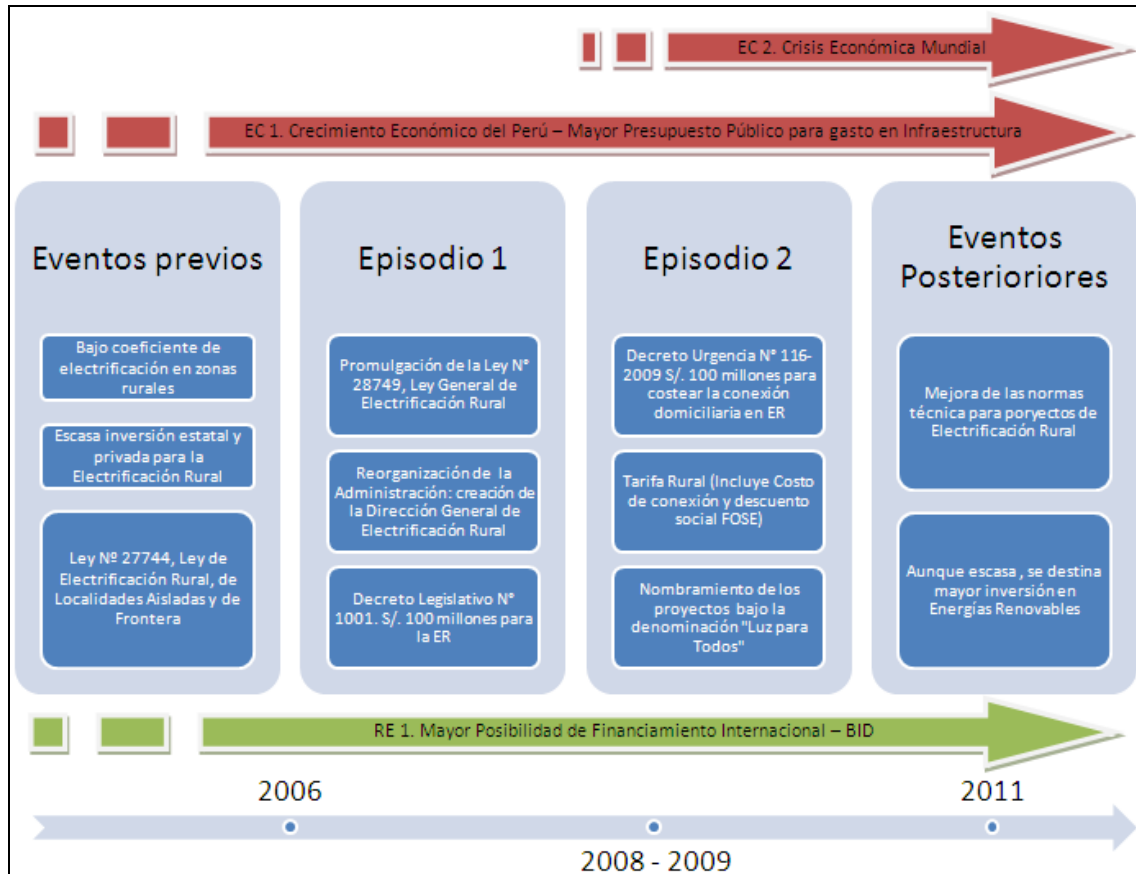 EC 2. Crisis Económica Mundial
EC 1. Crecimiento Económico del Perú – Mayor Presupuesto Público para gasto en Infraestructura
Eventos previos
Bajo coeficiente de
electrificación en zonas
rurales
Escasa inversión estatal y
privada para la
Electrificación Rural
Ley Nº 27744, Ley de
Electrificación Rural, de
Localidades Aisladas y de
Frontera
Episodio 1
Promulgación de la Ley N°
28749, Ley General de
Electrificación Rural
Reorganización de la
Administración: creación de
la Dirección General de
Electrificación Rural
Decreto Legislativo N°
1001. S/. 100 millones para
la ER
Episodio 2
Decreto Urgencia N° 116-
2009 S/. 100 millones para
costear la conexión
domiciliaria en ER
Tarifa Rural (Incluye Costo
de conexión y descuento
social FOSE)
Nombramiento de los
proyectos bajo la
denominación "Luz para
Todos"
Eventos
Posterioriores
Mejora de las normas
técnica para poryectos de
Electrificación Rural
Aunque escasa , se destina
mayor inversión en
Energías Renovables
RE 1. Mayor Posibilidad de Financiamiento Internacional – BID
2006
2008 - 2009
2011